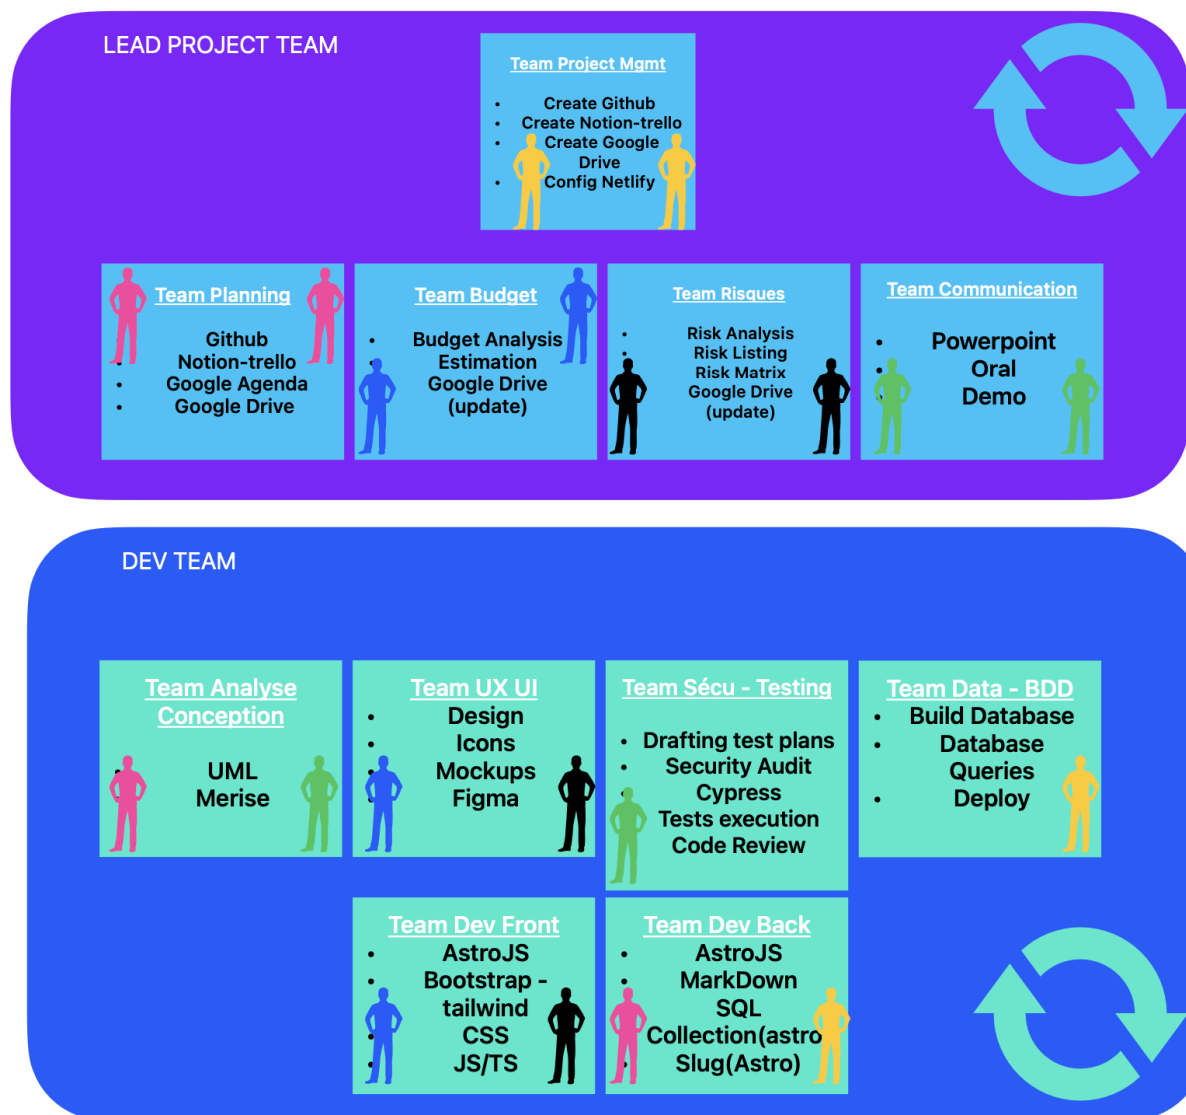 LEAD PROJECT TEAM
Team Project Mgmt
• Create Github
• Create Notion-trello
• Create Google
Drive
• Config Netlify
Team Planning
Github
• Notion-trello
• Google Agenda
• Google Drive
Team Budget
• Budget Analysis
Estimation
Google Drive
(update)
Team Risques
• Risk Analysis
• Risk Listing
Risk Matrix
Google Drive
(update)
Team Communication
• Powerpoint
• Oral
Demo
DEV TEAM
Team Analyse
Conception
UML
Merise
Team UX UI
• Design
• Icons
• Mockups
Figma
Team Sécu - Testing
• Drafting test plans
• Security Audit
Cypress
Tests execution
Code Review
Team Data - BDD
• Build Database
• Database
Queries
• Deploy
Team Dev Front
• AstroJS
• Bootstrap -
tailwind
• CSS
• JS/TS
Team Dev Back
• AstroJS
• MarkDown
SQL
Collection(astro
Slug(Astro)